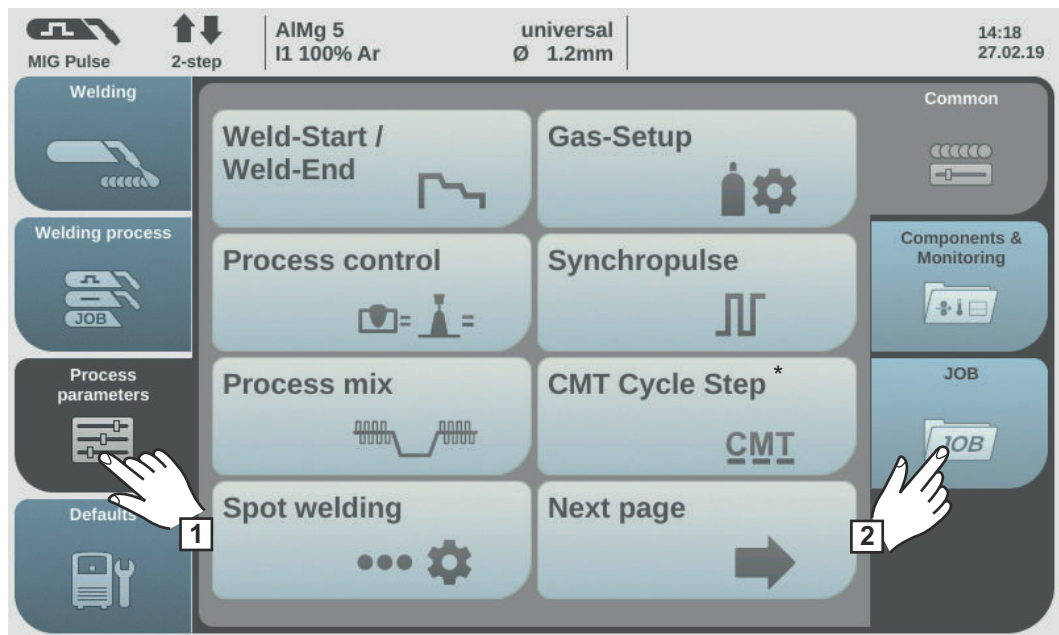 MIG Pulse
2-step
AlMg 5
I1 100% Ar
universal
Ø 1.2mm
14:18
27.02.19
Welding
Welding process
JOB
Process
parameters
Defaults
1
Weld-Start /
Weld-End
Gas-Setup
Process control
= =
Synchropulse
Process mix
CMT Cycle Step *
CMT
Spot welding
Next page
Common
Components &
Monitoring
JOB
JOB
2